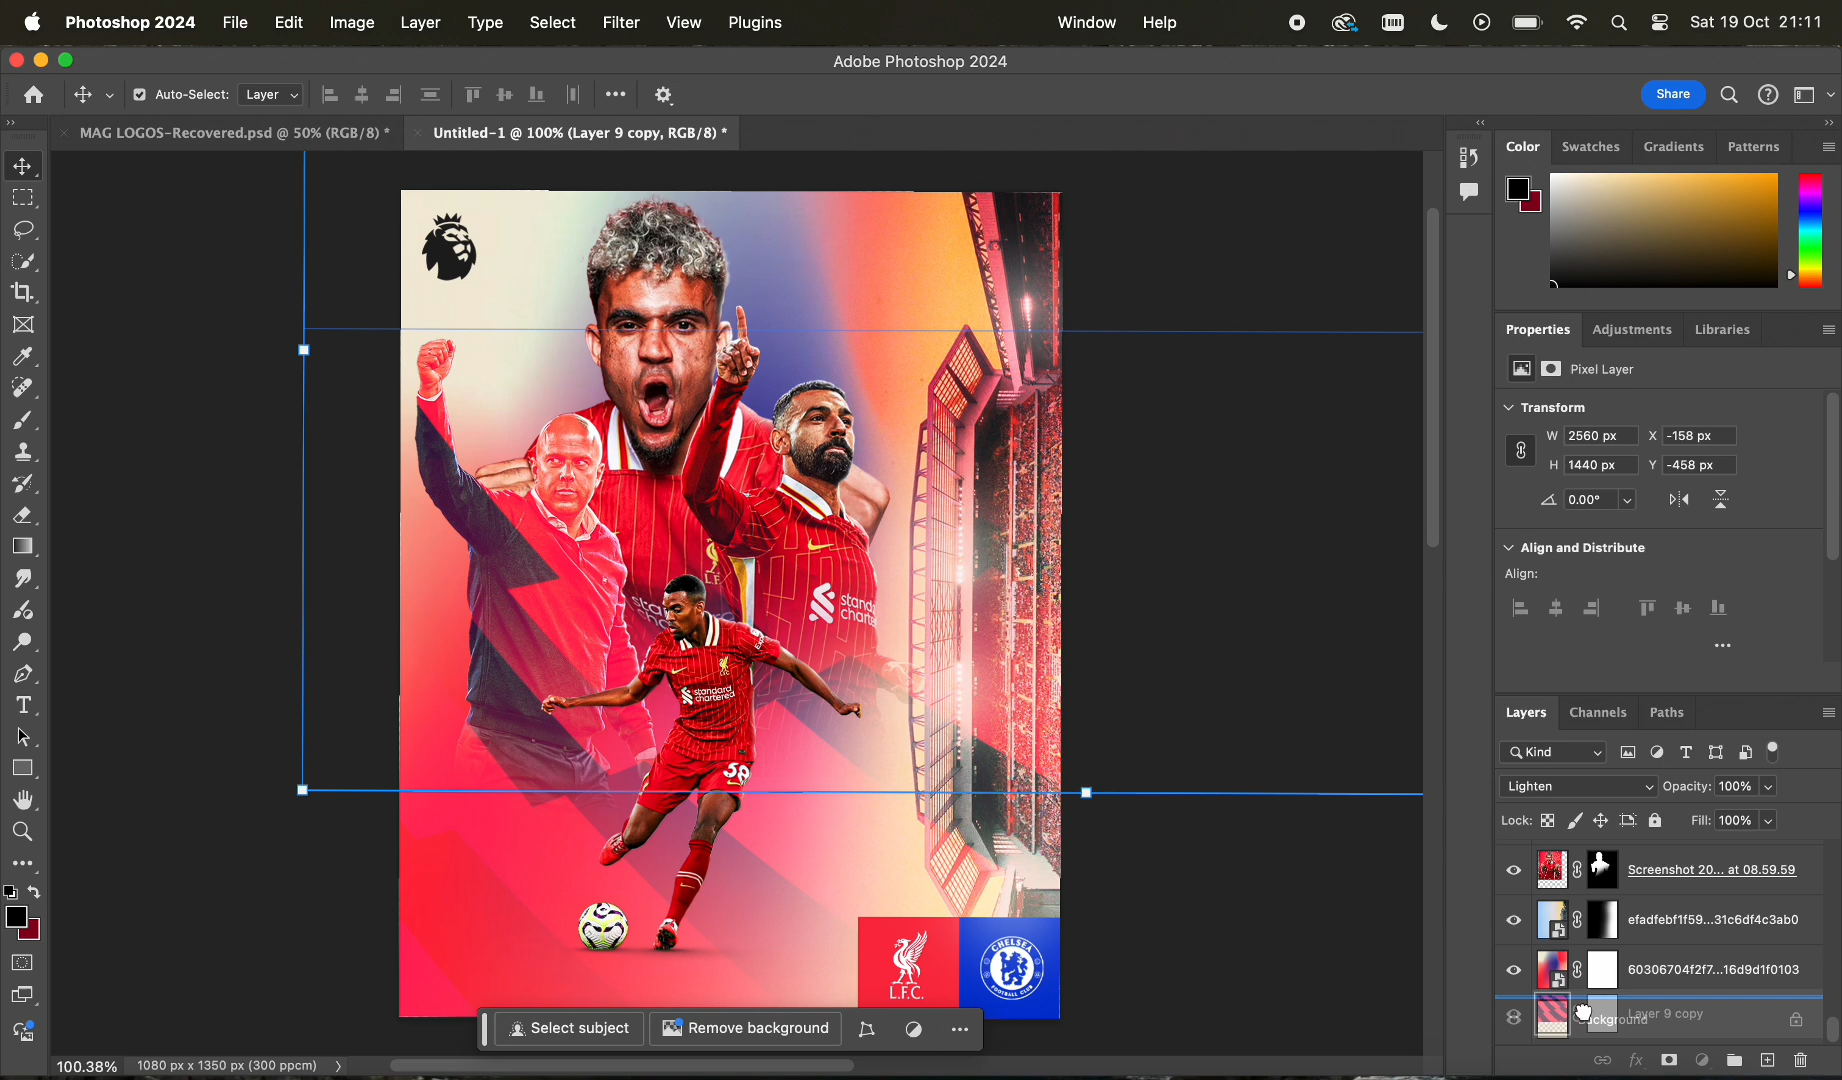 Photoshop 2024 File Edit Image Layer Type Select Filter View Plugins Window Help Sat 19 Oct 21:11
Adobe Photoshop 2024
Auto-Select: Layer Share
MAG LOGOS-Recovered.psd @ 50% (RGB/8) * Untitled-1 @ 100% (Layer 9 copy, RGB/8) *
Color Swatches Gradients Patterns
Properties Adjustments Libraries
Pixel Layer
Transform
W 2560 px X -158 px
H 1440 px Y -458 px
0.00°
Align and Distribute
Align:
standard
chartered
58
L.F.C.
CHELSEA
FOOTBALL CLUB
Layers Channels Paths
Kind
Lighten Opacity: 100%
Lock: Fill: 100%
Screenshot 20... at 08.59.59
efadfebf1f59...31c6df4c3ab0
60306704f2f7...16d9d1f0103
Layer 9 copy
Select subject Remove background
100.38% 1080 px x 1350 px (300 ppcm)